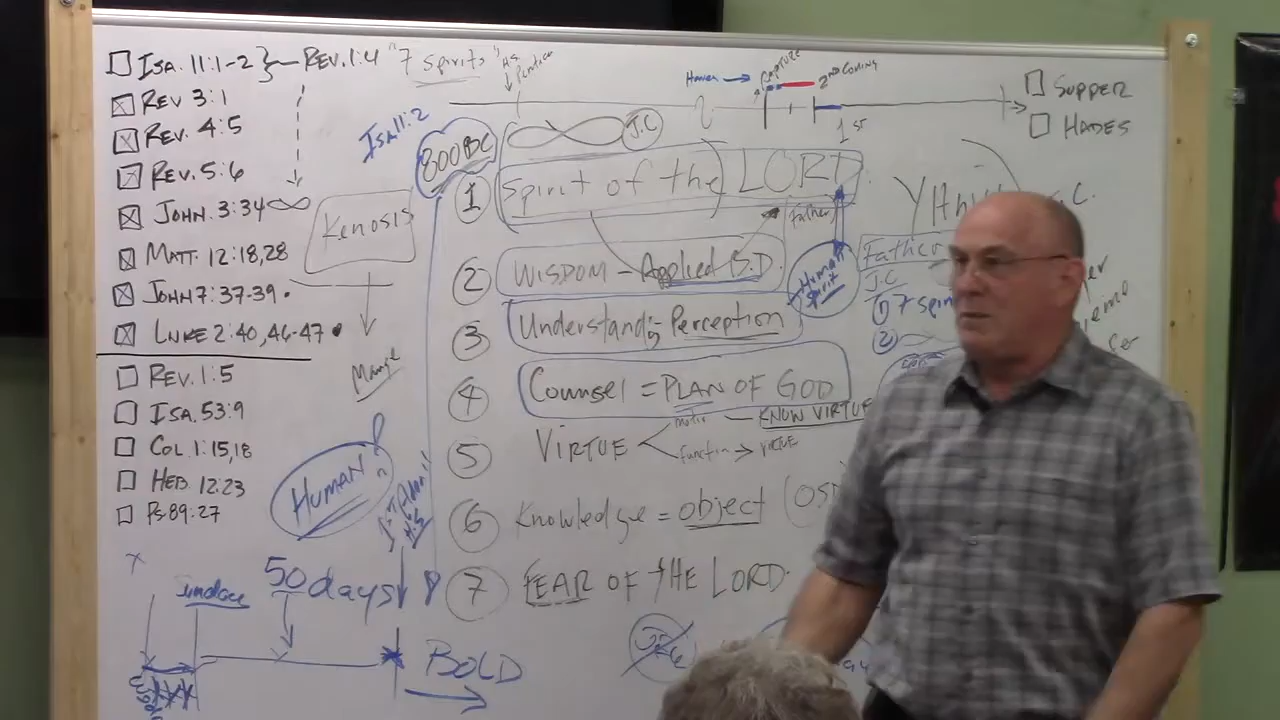 ISA. 11:1-2 } REV. 1:4 "7 Spirits"
REV 3:1
REV. 4:5
REV. 5:6
JOHN. 3:34 ∞
MATT. 12:18,28
JOHN 7:37-39
LUKE 2:40, 46-47
REV. 1:5
ISA. 53:9
COL. 1:15,18
HEB. 12:23
PS. 89:27
Kenosis
HUMAN
50 days
BOLD
H.S.
2ND COMING
1ST
SUPPER
HADES
ISA 11:2
800 BC
∞ J.C
1 Spirit of the LORD
Father
2 WISDOM - Applied B.D.
Human Spirit
3 Understanding Perception
4 Counsel = PLAN OF GOD
5 VIRTUE
KNOW VIRTUE
VIRTUE
6 Knowledge = object
7 FEAR OF THE LORD
Father
J.C
1) 7 Spir
2) ∞